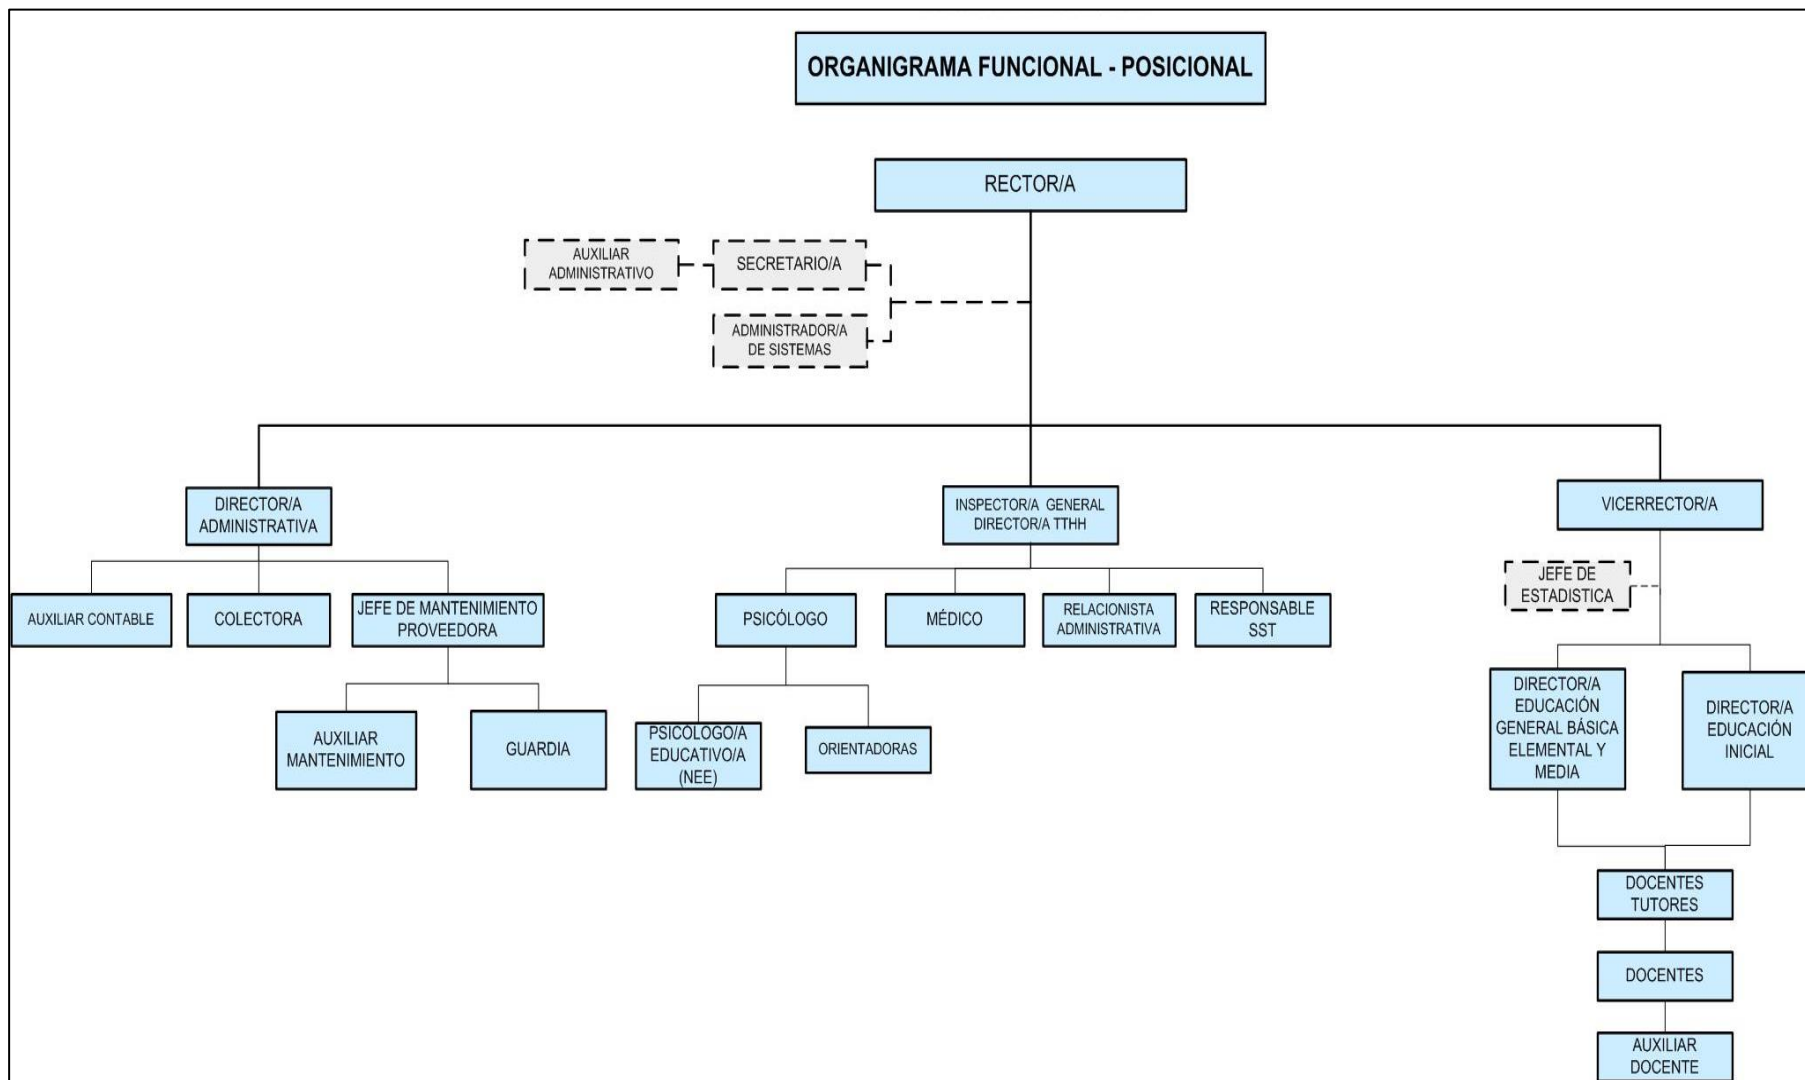 ORGANIGRAMA FUNCIONAL - POSICIONAL
RECTOR/A
AUXILIAR
ADMINISTRATIVO
SECRETARIO/A
ADMINISTRADOR/A
DE SISTEMAS
DIRECTOR/A
ADMINISTRATIVA
INSPECTOR/A GENERAL
DIRECTOR/A TTHH
VICERRECTOR/A
JEFE DE
ESTADISTICA
AUXILIAR CONTABLE
COLECTORA
JEFE DE MANTENIMIENTO
PROVEEDORA
PSICÓLOGO
MÉDICO
RELACIONISTA
ADMINISTRATIVA
RESPONSABLE
SST
AUXILIAR
MANTENIMIENTO
GUARDIA
PSICÓLOGO/A
EDUCATIVO/A
(NEE)
ORIENTADORAS
DIRECTOR/A
EDUCACIÓN
GENERAL BÁSICA
ELEMENTAL Y
MEDIA
DIRECTOR/A
EDUCACIÓN
INICIAL
DOCENTES
TUTORES
DOCENTES
AUXILIAR
DOCENTE